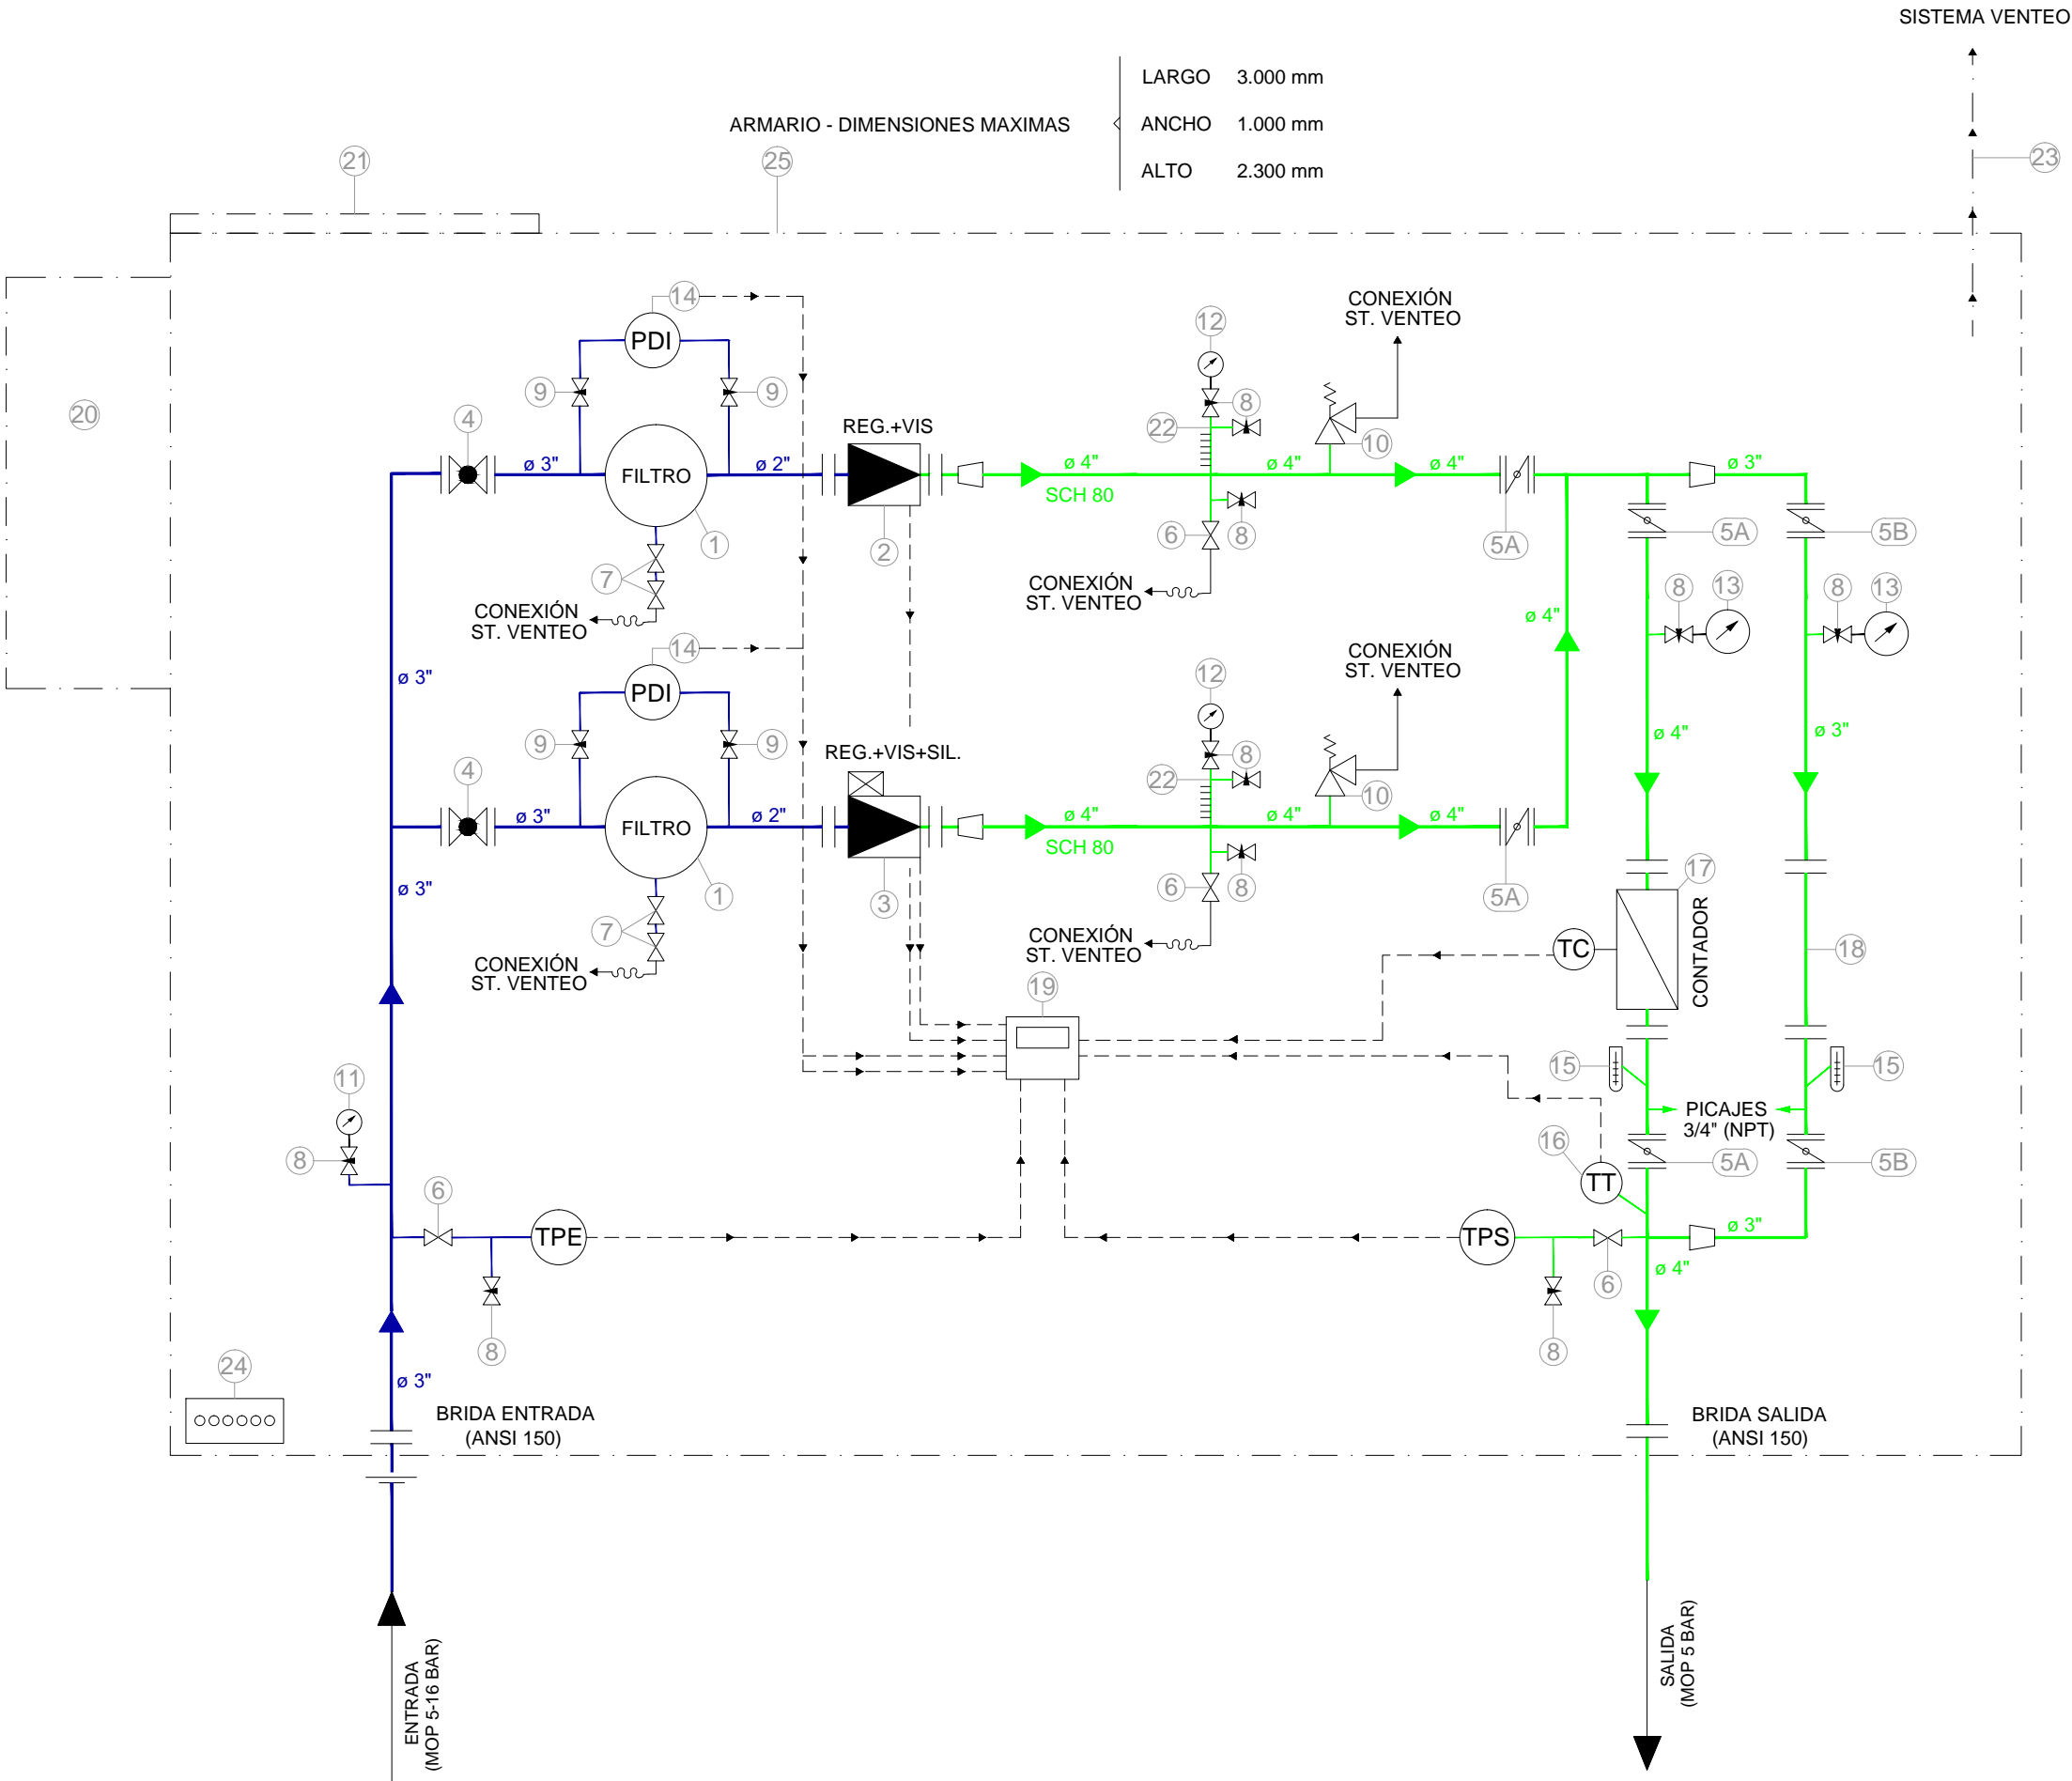 SISTEMA VENTEO
LARGO 3.000 mm
ARMARIO - DIMENSIONES MAXIMAS
ANCHO 1.000 mm
ALTO 2.300 mm
21
25
23
14
CONEXIÓN
ST. VENTEO
12
PDI
9
9
8
20
4
REG.+VIS
22
10
ø 3"
FILTRO
ø 2"
ø 4"
ø 4"
ø 4"
ø 3"
SCH 80
1
2
6
8
5A
5A
5B
7
CONEXIÓN
ST. VENTEO
8
13
8
13
CONEXIÓN
ST. VENTEO
ø 4"
14
CONEXIÓN
ST. VENTEO
12
ø 3"
PDI
9
9
8
ø 4"
ø 3"
REG.+VIS+SIL.
4
22
10
ø 3"
FILTRO
ø 2"
ø 4"
ø 4"
ø 4"
SCH 80
ø 3"
1
3
6
8
5A
17
7
CONEXIÓN
ST. VENTEO
TC
CONTADOR
18
CONEXIÓN
ST. VENTEO
19
11
15
15
PICAJES
3/4" (NPT)
8
16
5A
5B
TT
6
TPE
TPS
ø 3"
ø 4"
6
8
8
24
ø 3"
BRIDA ENTRADA
(ANSI 150)
BRIDA SALIDA
(ANSI 150)
ENTRADA
(MOP 5-16 BAR)
SALIDA
(MOP 5 BAR)